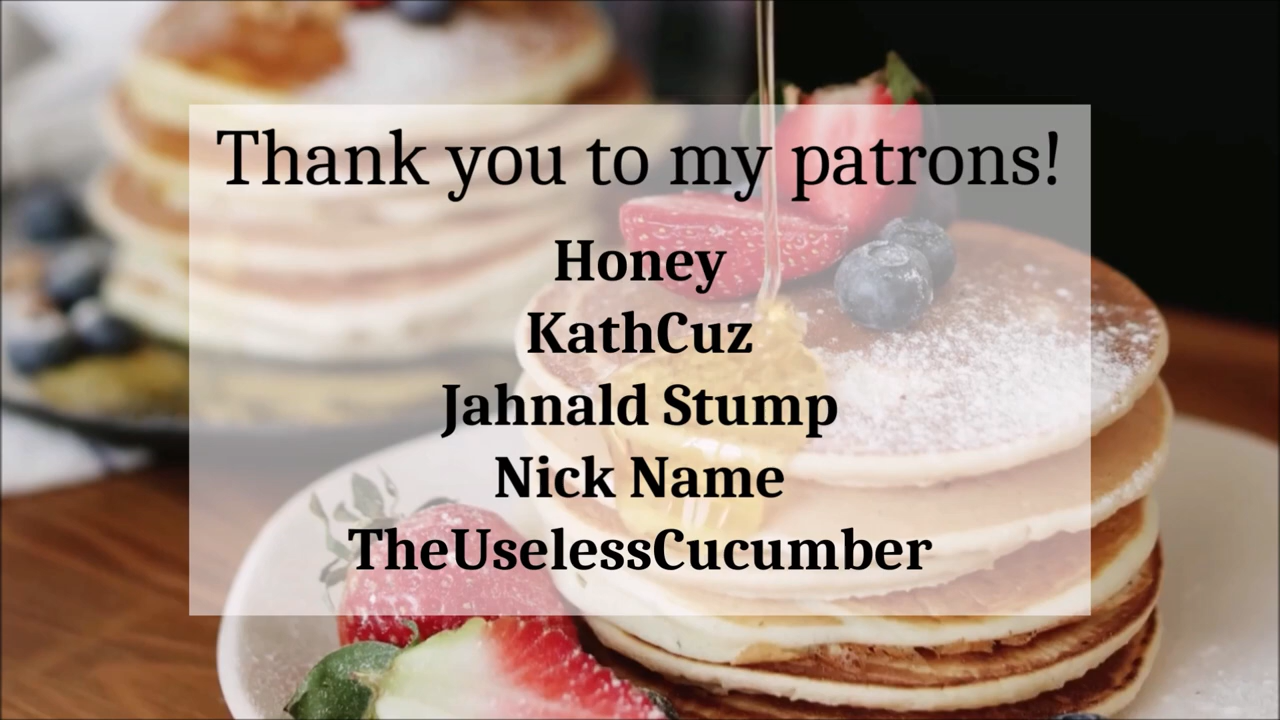 Thank you to my patrons!
Honey
KathCuz
Jahnald Stump
Nick Name
TheUselessCucumber